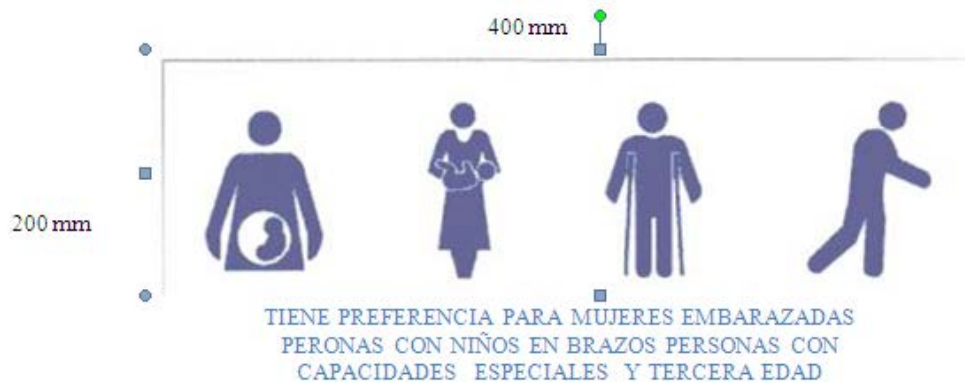 400 mm
200 mm
TIENE PREFERENCIA PARA MUJERES EMBARAZADAS
PERONAS CON NIÑOS EN BRAZOS PERSONAS CON
CAPACIDADES ESPECIALES Y TERCERA EDAD